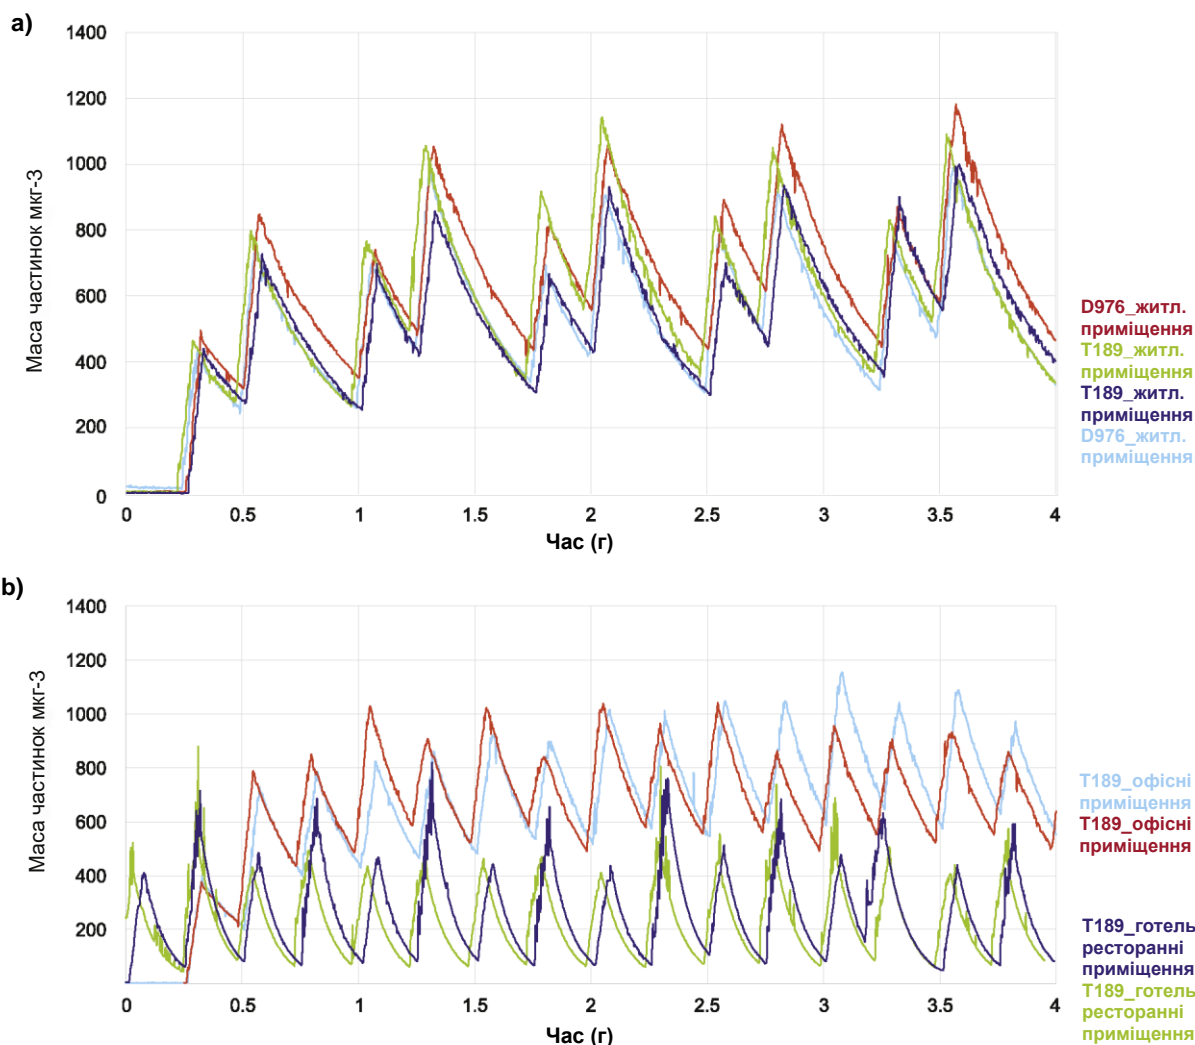 a)
1400
1200
1000
800
600
400
200
0
Маса частинок мкг-3
0 0.5 1 1.5 2 2.5 3 3.5 4
Час (г)
D976_житл.
приміщення
T189_житл.
приміщення
T189_житл.
приміщення
D976_житл.
приміщення
b)
1400
1200
1000
800
600
400
200
Маса частинок мкг-3
0 0.5 1 1.5 2 2.5 3 3.5 4
Час (г)
T189_офісні
приміщення
T189_офісні
приміщення
T189_готель
ресторанні
приміщення
T189_готель
ресторанні
приміщення